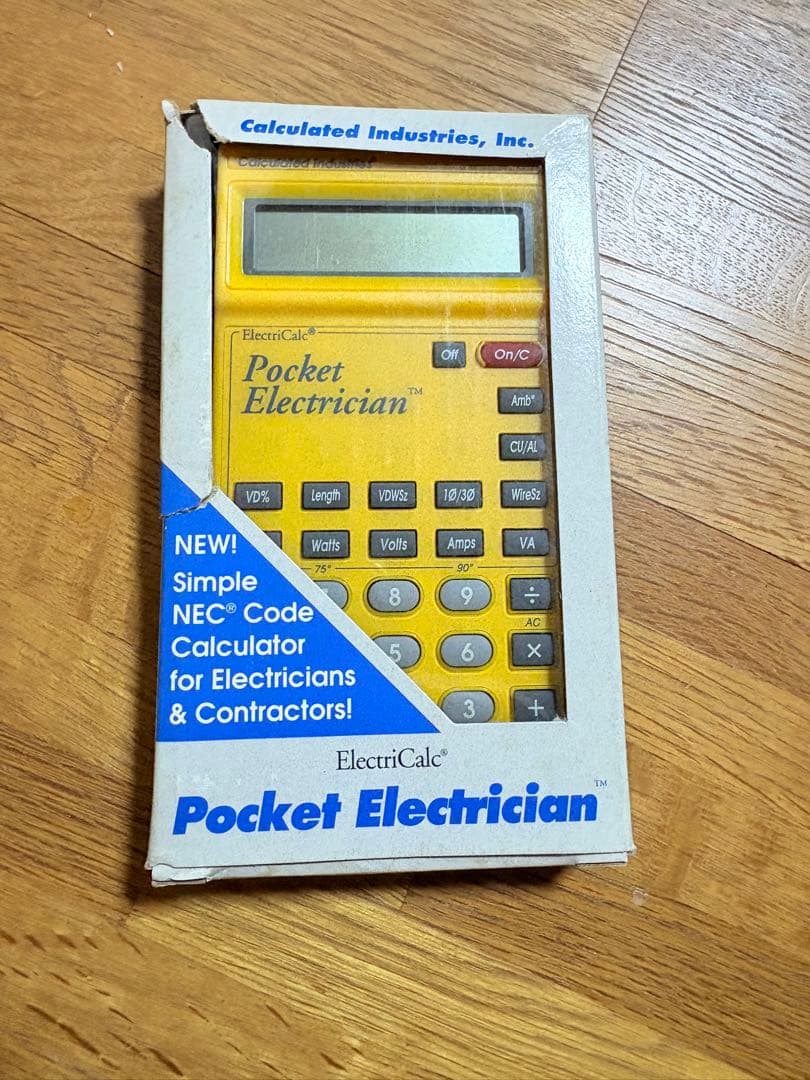 Calculated Industries, Inc.
Calculated Industries®
ElectriCalc®
Pocket
Electrician™
Off On/C
Amb°
CU/AL
VD% Length VDWSz 1Ø/3Ø WireSz
Watts Volts Amps VA
75° 90°
8 9 ÷
AC
5 6 ×
3 +
NEW!
Simple
NEC® Code
Calculator
for Electricians
& Contractors!
ElectriCalc®
Pocket Electrician™